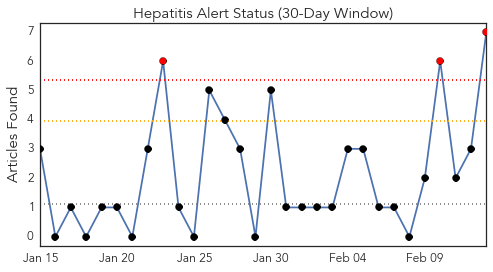 Hepatitis Alert Status (30-Day Window)
Articles Found
7
6
5
4
3
2
1
0
Jan 15
Jan 20
Jan 25
Jan 30
Feb 04
Feb 09